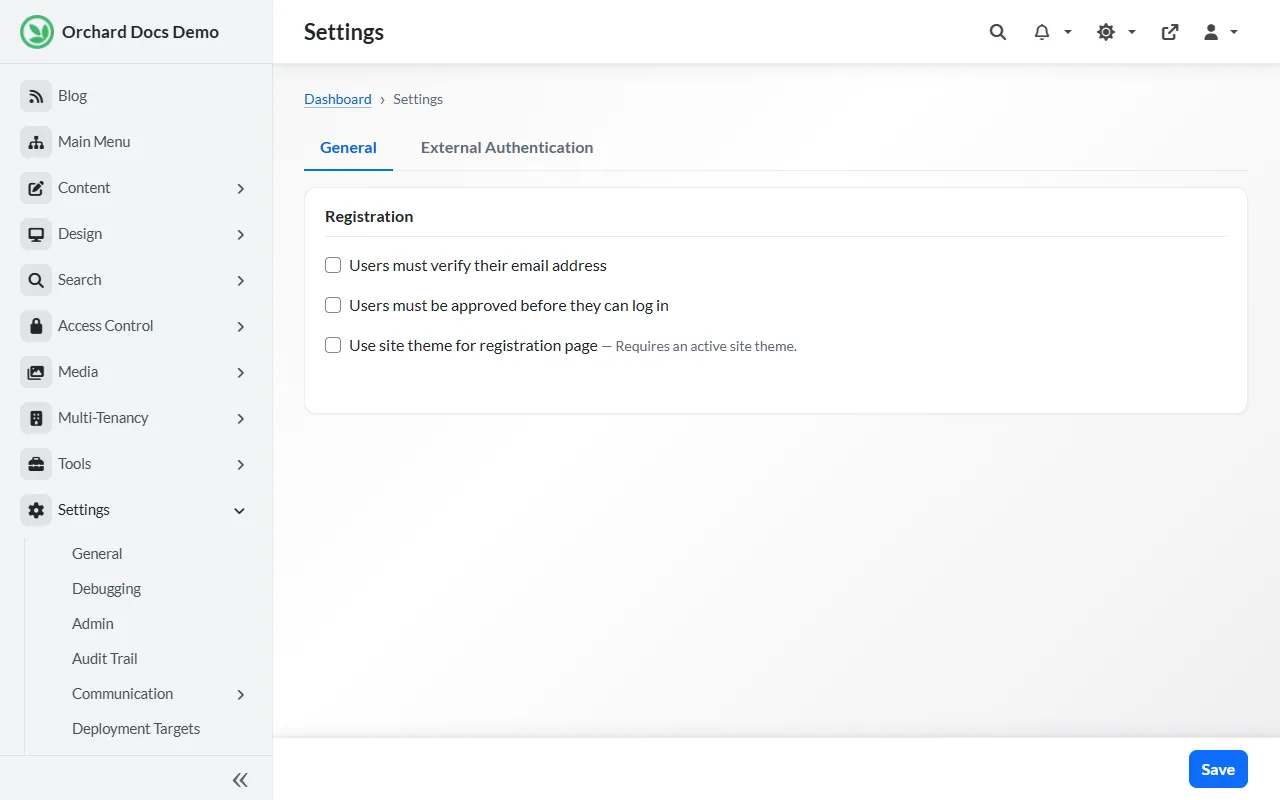 Orchard Docs Demo
Settings
Blog
Main Menu
Content
Design
Search
Access Control
Media
Multi-Tenancy
Tools
Settings
General
Debugging
Admin
Audit Trail
Communication
Deployment Targets
Dashboard › Settings
General External Authentication
Registration
Users must verify their email address
Users must be approved before they can log in
Use site theme for registration page — Requires an active site theme.
Save